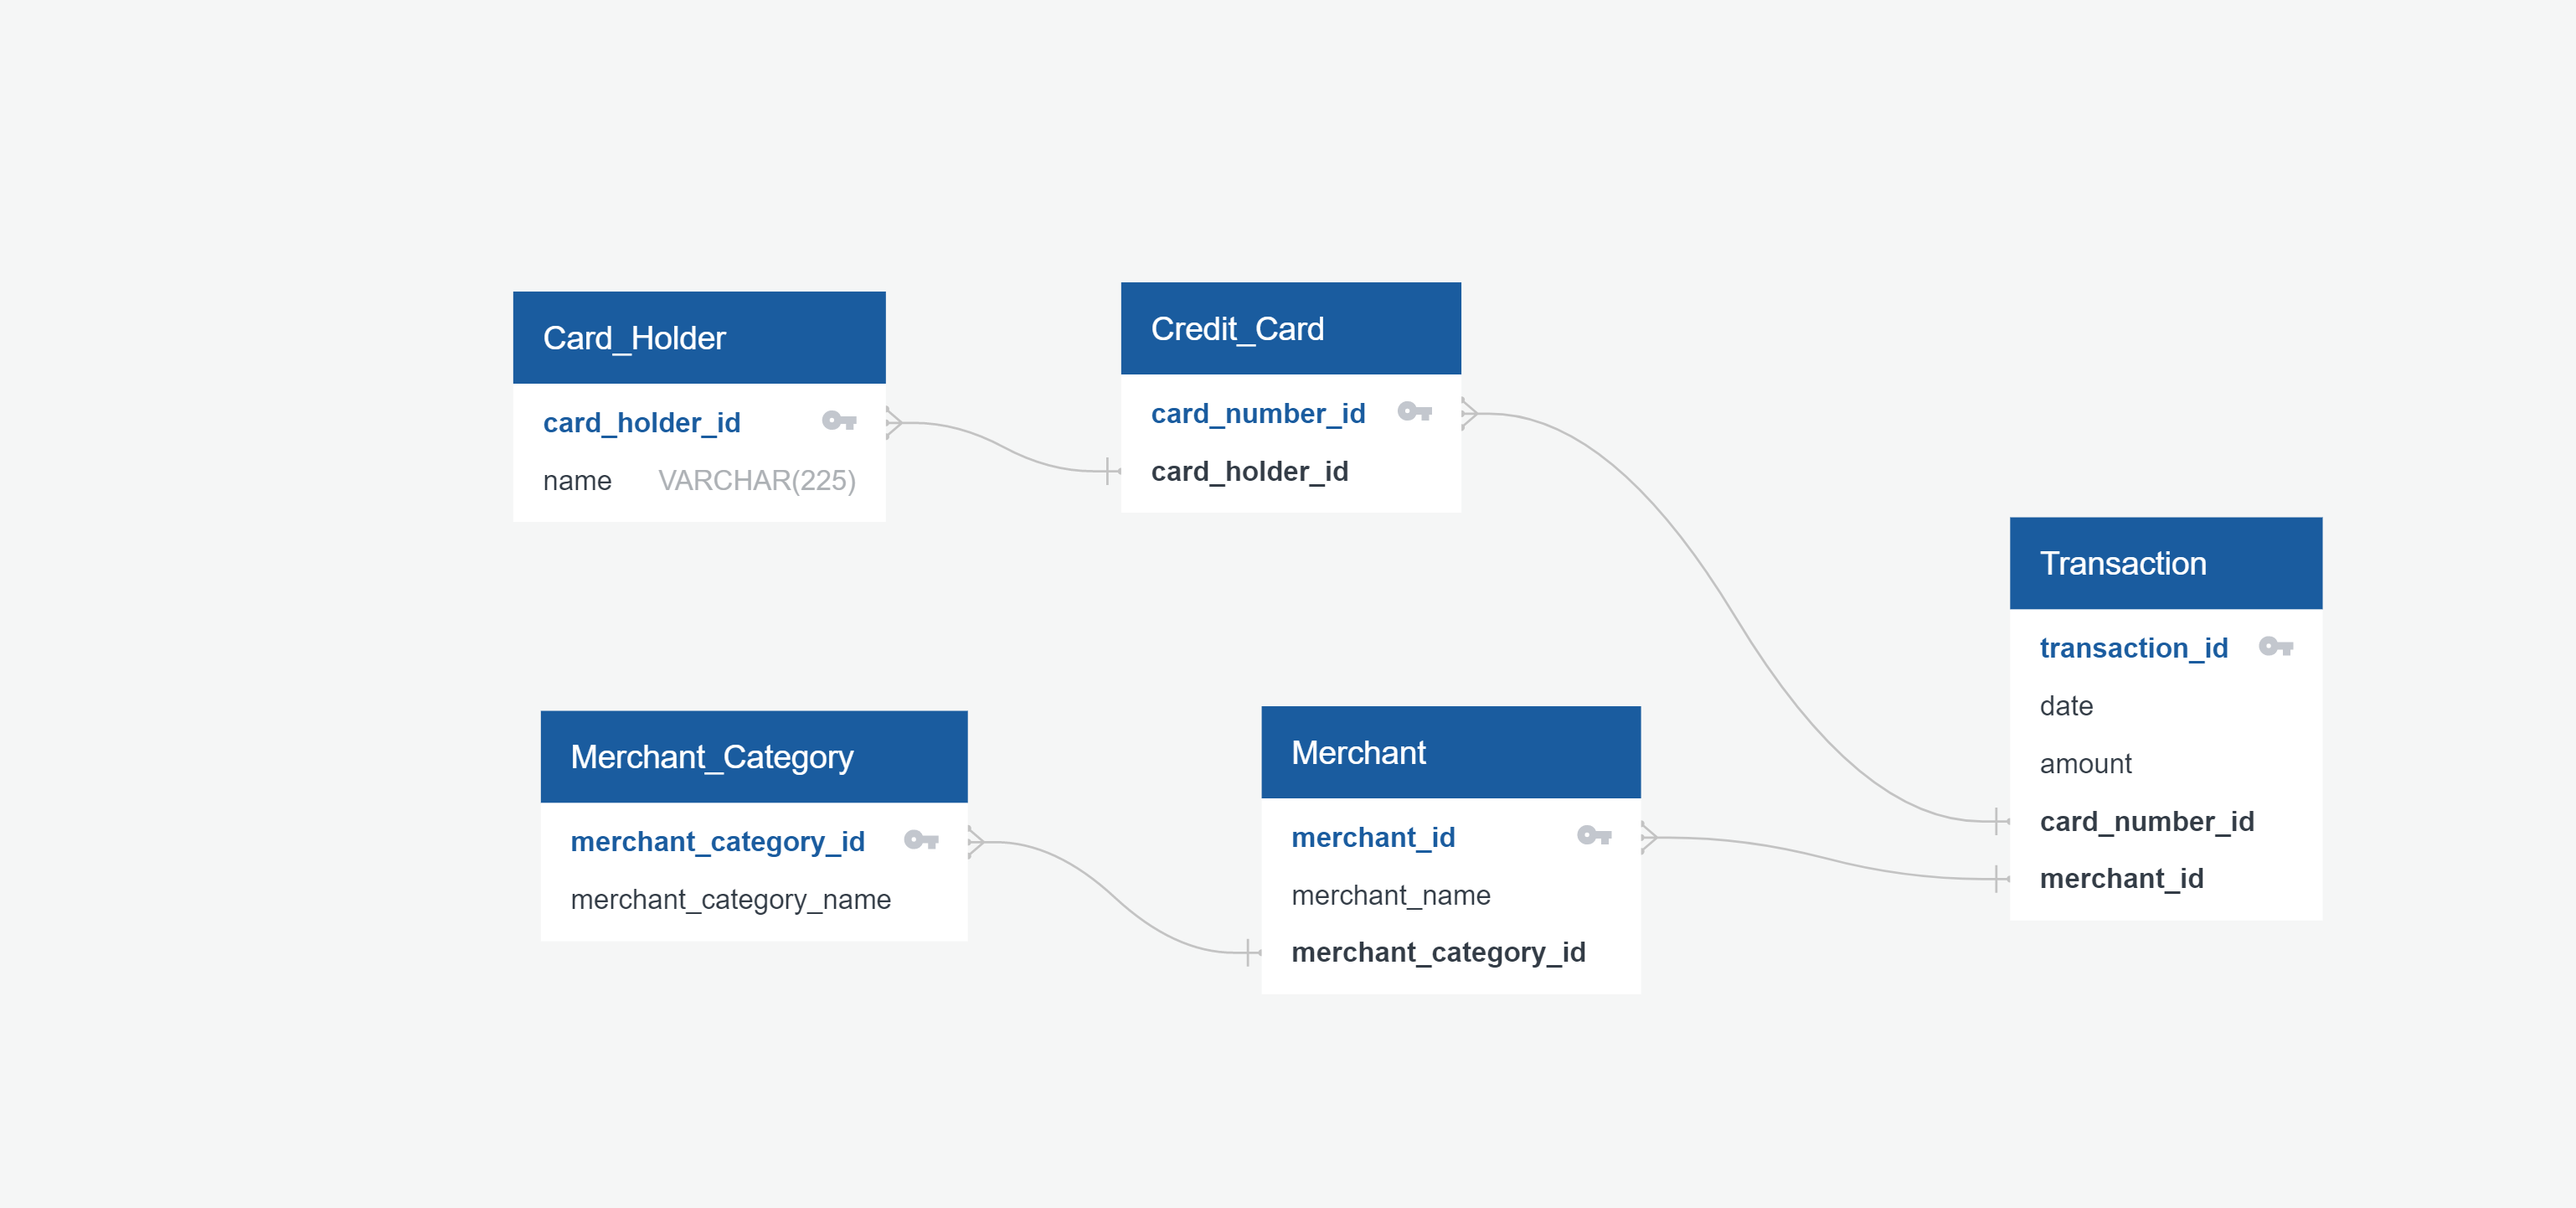 Card_Holder
card_holder_id
name VARCHAR(225)
Credit_Card
card_number_id
card_holder_id
Transaction
transaction_id
date
amount
card_number_id
merchant_id
Merchant_Category
merchant_category_id
merchant_category_name
Merchant
merchant_id
merchant_name
merchant_category_id